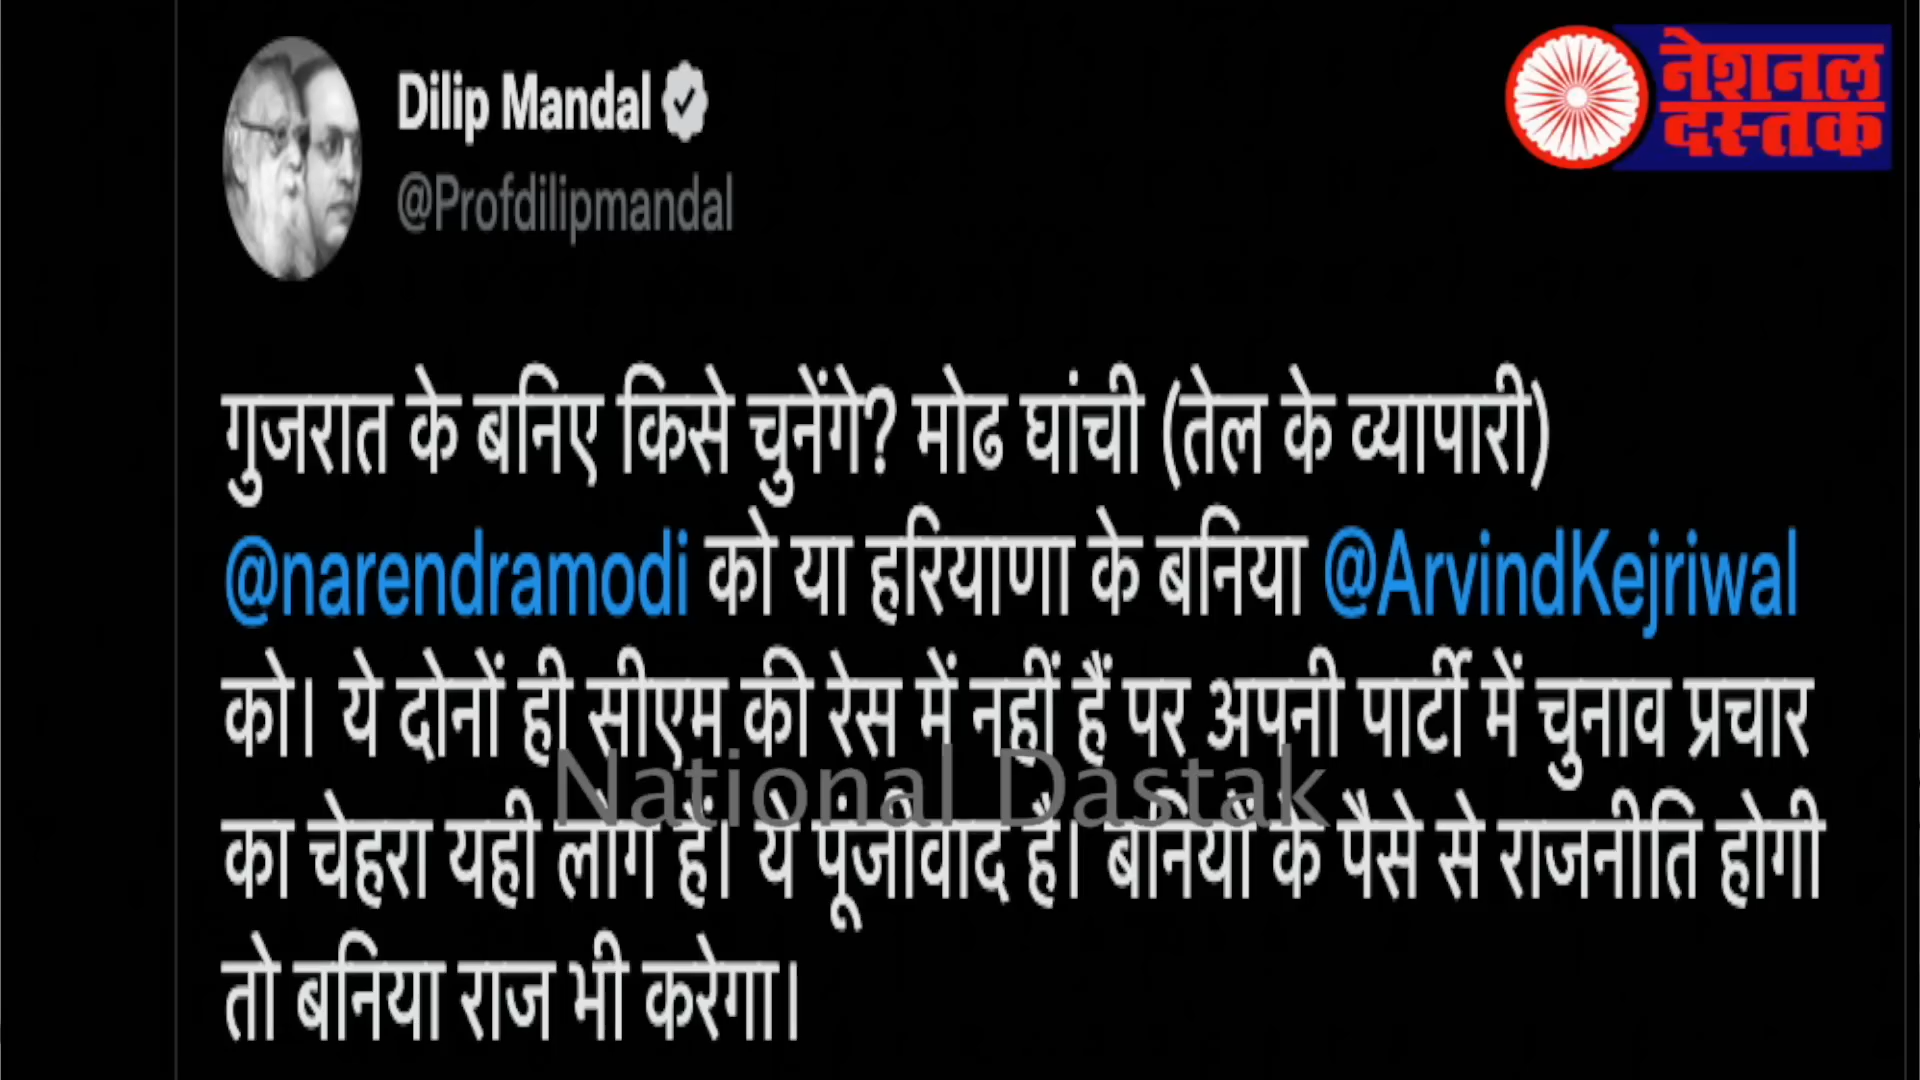 Dilip Mandal
@Profdilipmandal
नेशनल
दस्तक
गुजरात के बनिए किसे चुनेंगे? मोढ घांची (तेल के व्यापारी)
@narendramodi को या हरियाणा के बनिया @ArvindKejriwal
को। ये दोनों ही सीएम की रेस में नहीं हैं पर अपनी पार्टी में चुनाव प्रचार
National Dastak
का चेहरा यही लोग हैं। ये पूंजीवाद है। बनियों के पैसे से राजनीति होगी
तो बनिया राज भी करेगा।